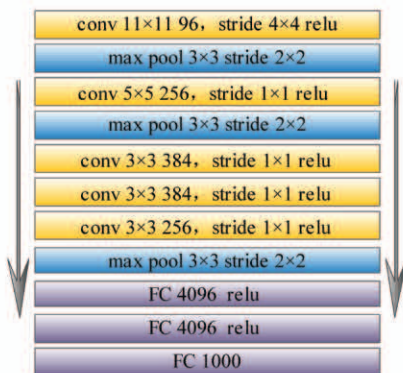 conv 11×11 96，stride 4×4 relu
max pool 3×3 stride 2×2
conv 5×5 256，stride 1×1 relu
max pool 3×3 stride 2×2
conv 3×3 384，stride 1×1 relu
conv 3×3 384，stride 1×1 relu
conv 3×3 256，stride 1×1 relu
max pool 3×3 stride 2×2
FC 4096 relu
FC 4096 relu
FC 1000